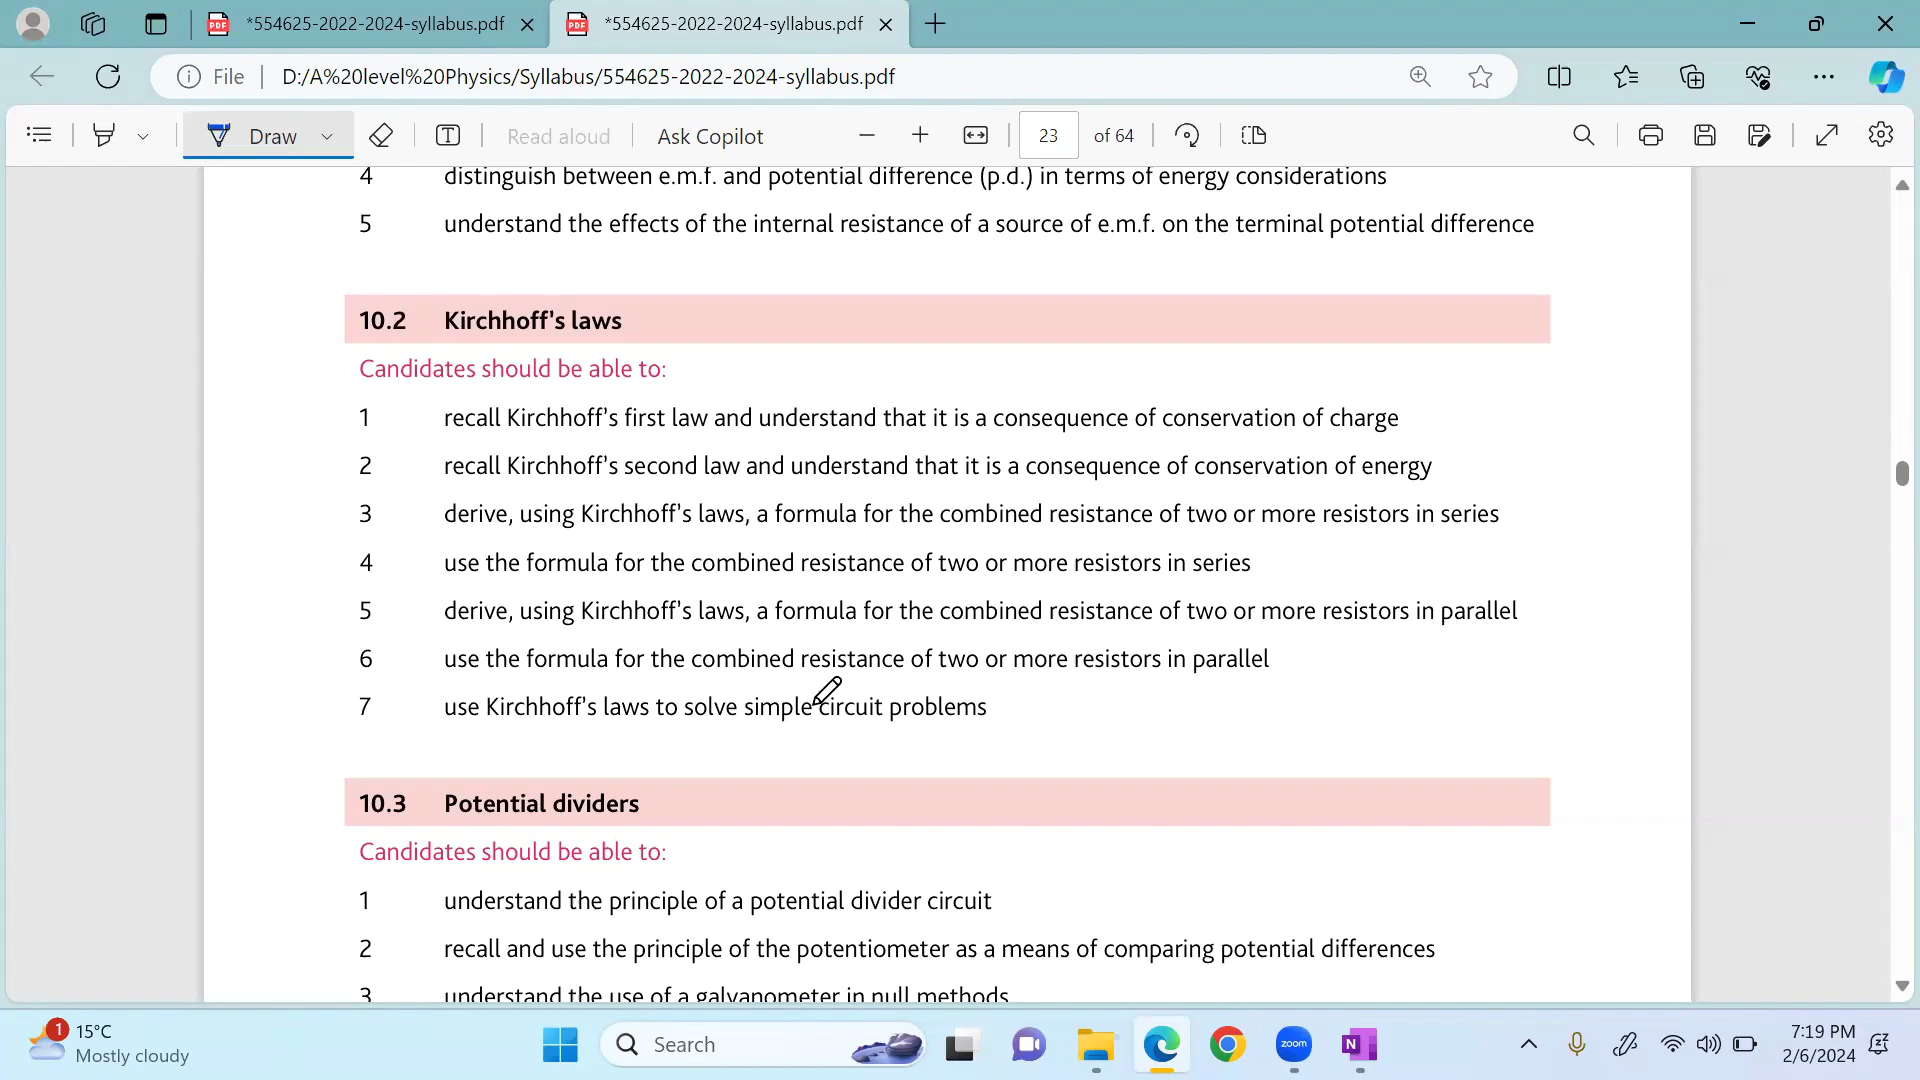 *554625-2022-2024-syllabus.pdf
*554625-2022-2024-syllabus.pdf
File
D:/A%20level%20Physics/Syllabus/554625-2022-2024-syllabus.pdf
Draw
Read aloud
Ask Copilot
23 of 64
4 distinguish between e.m.f. and potential difference (p.d.) in terms of energy considerations
5 understand the effects of the internal resistance of a source of e.m.f. on the terminal potential difference
10.2 Kirchhoff's laws
Candidates should be able to:
1 recall Kirchhoff's first law and understand that it is a consequence of conservation of charge
2 recall Kirchhoff's second law and understand that it is a consequence of conservation of energy
3 derive, using Kirchhoff's laws, a formula for the combined resistance of two or more resistors in series
4 use the formula for the combined resistance of two or more resistors in series
5 derive, using Kirchhoff's laws, a formula for the combined resistance of two or more resistors in parallel
6 use the formula for the combined resistance of two or more resistors in parallel
7 use Kirchhoff's laws to solve simple circuit problems
10.3 Potential dividers
Candidates should be able to:
1 understand the principle of a potential divider circuit
2 recall and use the principle of the potentiometer as a means of comparing potential differences
3 understand the use of a galvanometer in null methods
1
15°C
Mostly cloudy
Search
zoom
N
7:19 PM
2/6/2024